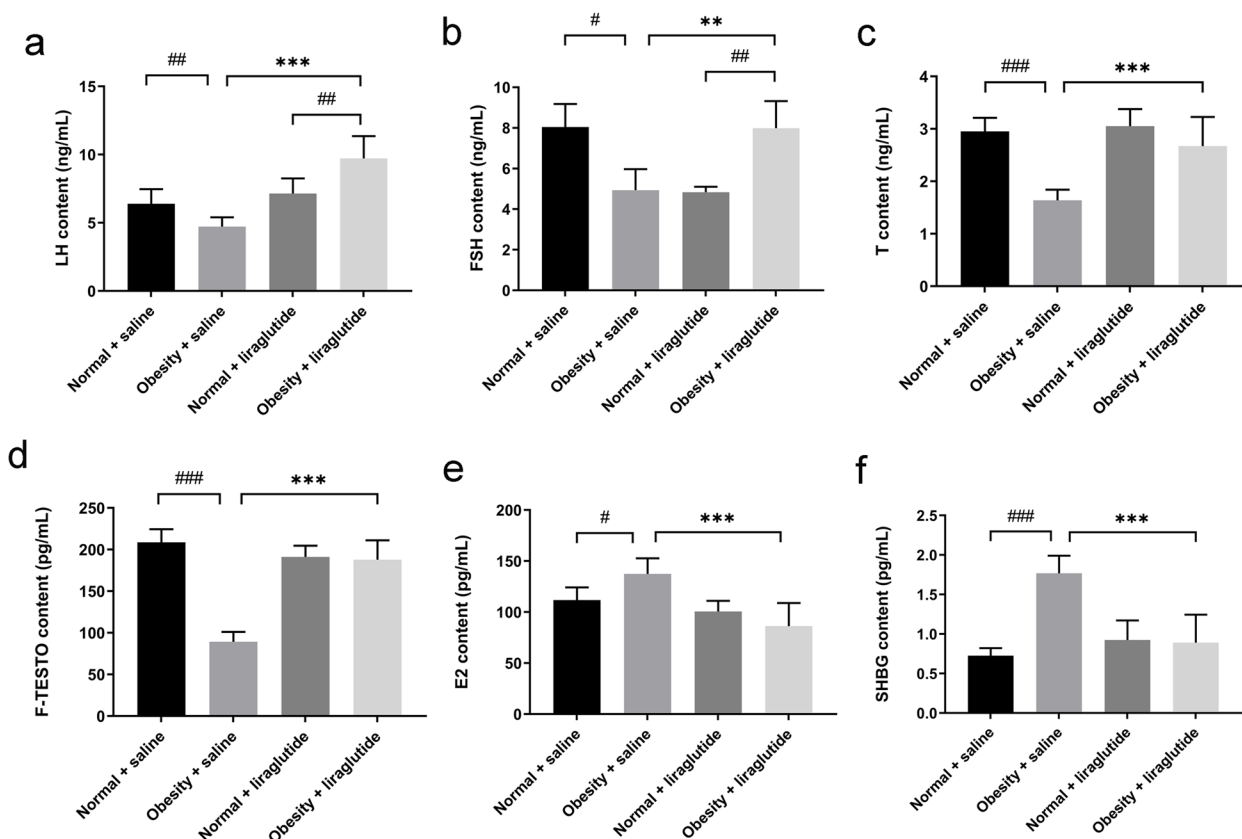 a
## ***
##
LH content (ng/mL)
15
10
5
0
Normal + saline
Obesity + saline
Normal + liraglutide
Obesity + liraglutide
b
# **
##
FSH content (ng/mL)
10
8
6
4
2
0
Normal + saline
Obesity + saline
Normal + liraglutide
Obesity + liraglutide
c
### ***
T content (ng/mL)
4
3
2
1
0
Normal + saline
Obesity + saline
Normal + liraglutide
Obesity + liraglutide
d
### ***
F-TESTO content (pg/mL)
250
200
150
100
50
0
Normal + saline
Obesity + saline
Normal + liraglutide
Obesity + liraglutide
e
# ***
E2 content (pg/mL)
200
150
100
50
0
Normal + saline
Obesity + saline
Normal + liraglutide
Obesity + liraglutide
f
### ***
SHBG content (pg/mL)
2.5
2.0
1.5
1.0
0.5
0.0
Normal + saline
Obesity + saline
Normal + liraglutide
Obesity + liraglutide